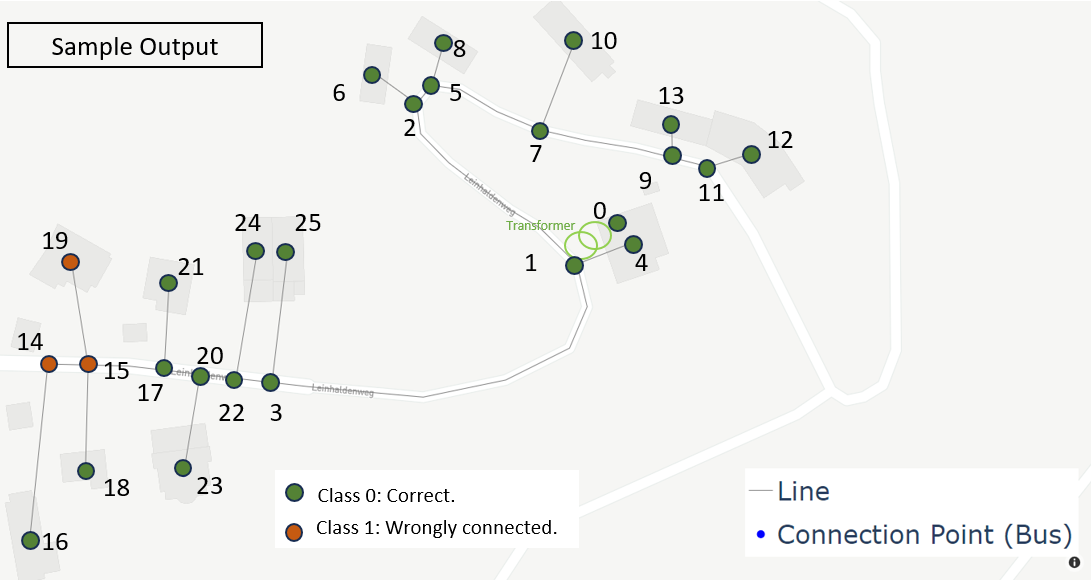 Sample Output
10
8
6
5
13
2
12
7
9
11
Leinhaldenweg
0
24
25
Transformer
19
1
4
21
14
20
15
17
Leinhaldenweg
Leinhaldenweg
22
3
18
23
16
Class 0: Correct.
Class 1: Wrongly connected.
Line
Connection Point (Bus)
i